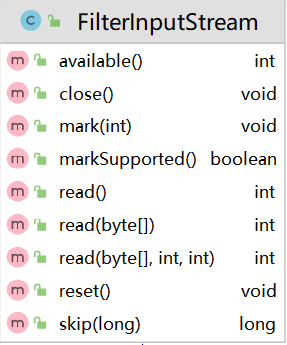 C FilterInputStream
m available() int
m close() void
m mark(int) void
m markSupported() boolean
m read() int
m read(byte[]) int
m read(byte[], int, int) int
m reset() void
m skip(long) long